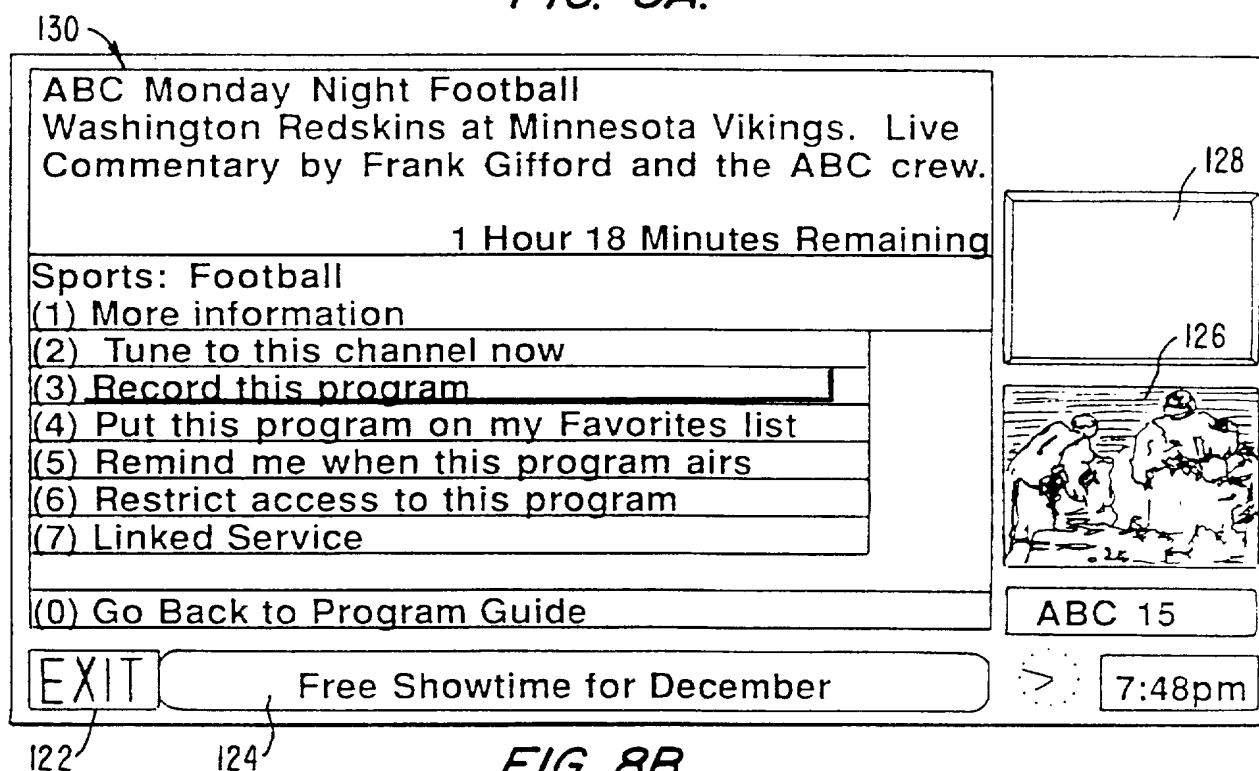 FIG. 8A.
130
ABC Monday Night Football
Washington Redskins at Minnesota Vikings. Live
Commentary by Frank Gifford and the ABC crew.
1 Hour 18 Minutes Remaining
Sports: Football
(1) More information
(2) Tune to this channel now
(3) Record this program
(4) Put this program on my Favorites list
(5) Remind me when this program airs
(6) Restrict access to this program
(7) Linked Service
(0) Go Back to Program Guide
128
126
ABC 15
EXIT
Free Showtime for December
7:48pm
122
124
FIG. 8B